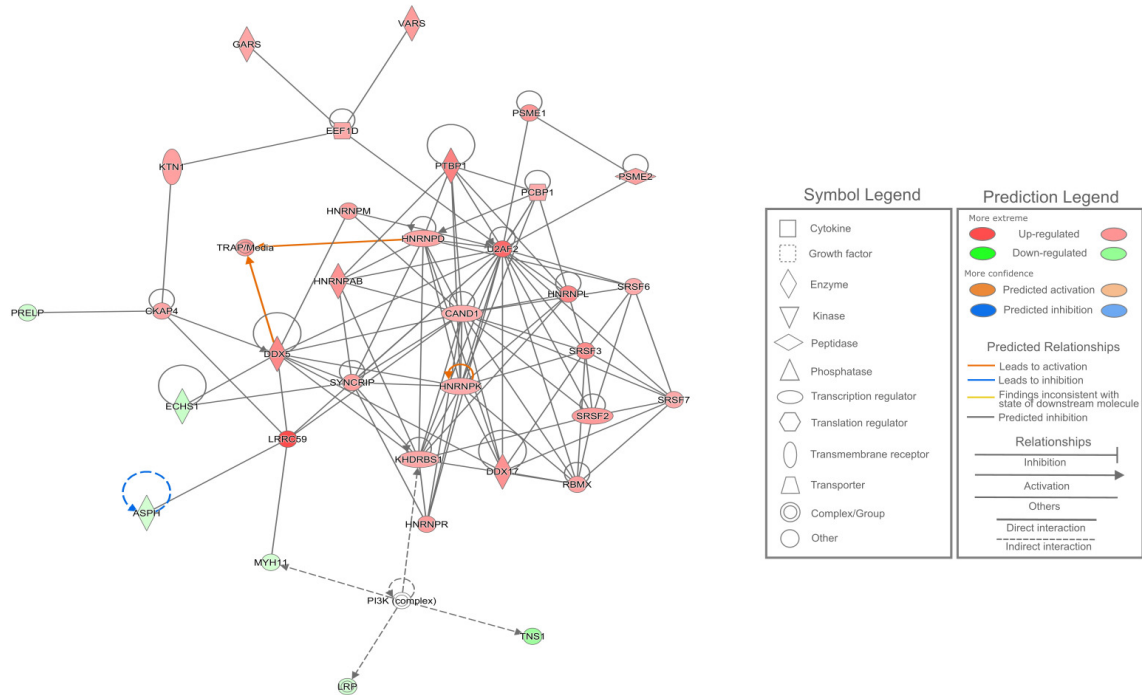 VARS
GARS
PSME1
EEF1D
PTBP1
KTN1
PSME2
PCBP1
HNRNPM
HNRNPD
TRAP/Media
U2AF2
HNRNPAB
SRSF6
HNRNPL
PRELP
CKAP4
CAND1
DDX5
SRSF3
SYNCRIP
HNRNPK
SRSF7
ECHS1
SRSF2
LRRC59
KHDRBS1
DDX17
RBMX
ASPH
HNRNPR
MYH11
PI3K (complex)
TNS1
LRP
Symbol Legend
Cytokine
Growth factor
Enzyme
Kinase
Peptidase
Phosphatase
Transcription regulator
Translation regulator
Transmembrane receptor
Transporter
Complex/Group
Other
Prediction Legend
More extreme
Up-regulated
Down-regulated
More confidence
Predicted activation
Predicted inhibition
Predicted Relationships
Leads to activation
Leads to inhibition
Findings inconsistent with
state of downstream molecule
Predicted inhibition
Relationships
Inhibition
Activation
Others
Direct interaction
Indirect interaction